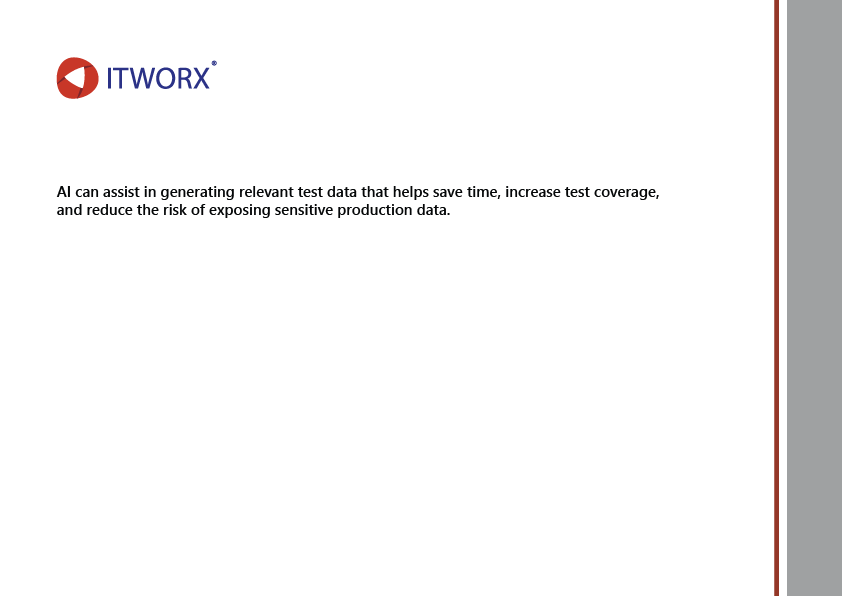 ITWORX®
AI can assist in generating relevant test data that helps save time, increase test coverage,
and reduce the risk of exposing sensitive production data.